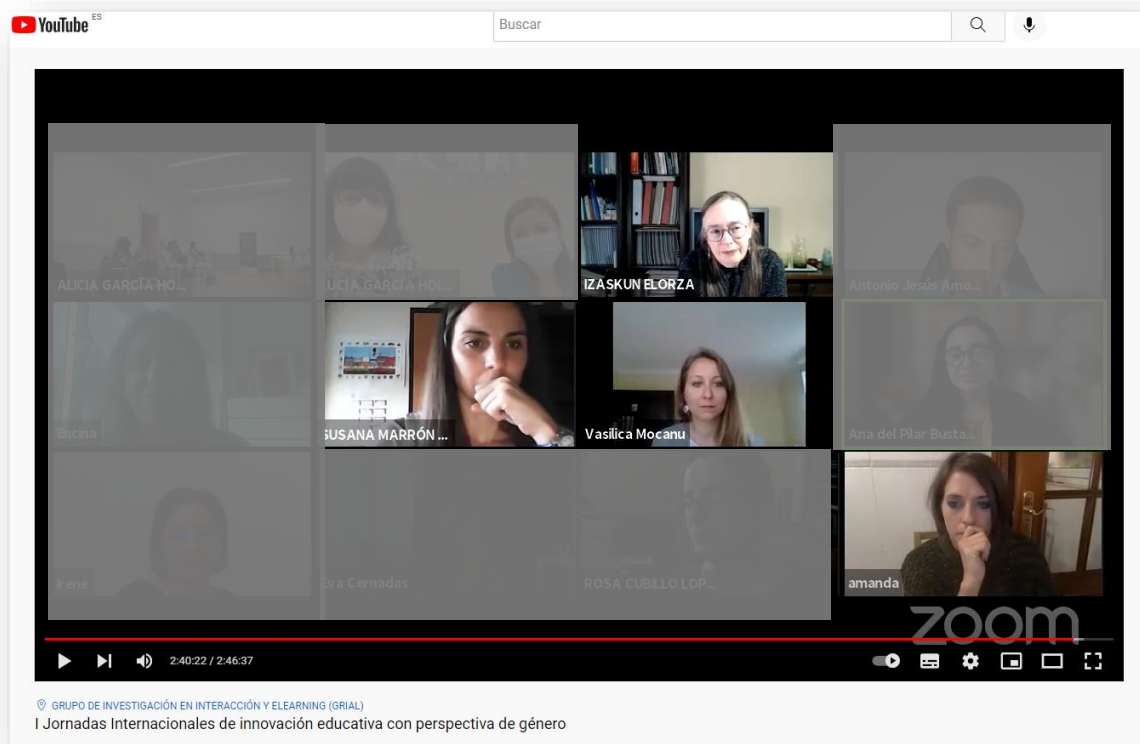 YouTube ES
Buscar
ALICIA GARCÍA HO...
LUCÍA GARCÍA HOL...
IZASKUN ELORZA
Antonio Jesús Amo...
Encina
SUSANA MARRÓN ...
Vasilica Mocanu
Ana del Pilar Busta...
Irene
Eva Cernadas
ROSA CUBILLO LOP...
amanda
zoom
2:40:22 / 2:46:37
GRUPO DE INVESTIGACIÓN EN INTERACCIÓN Y ELEARNING (GRIAL)
I Jornadas Internacionales de innovación educativa con perspectiva de género